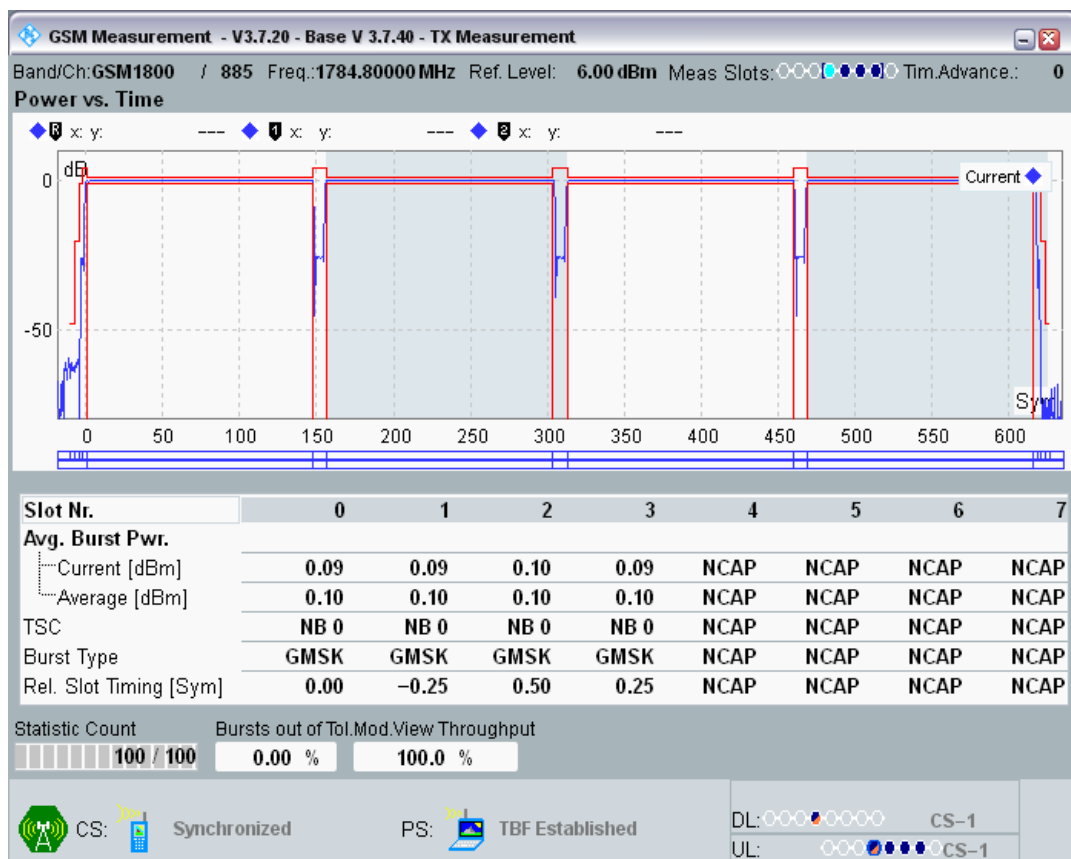 GSM Measurement - V3.7.20 - Base V 3.7.40 - TX Measurement
Band/Ch:GSM1800 / 885 Freq.:1784.80000 MHz Ref. Level: 6.00 dBm Meas Slots: Tim.Advance.: 0
Power vs. Time
R x: y: --- 1 x: y: --- 2 x: y: ---
dB
Current
0
-50
0 50 100 150 200 250 300 350 400 450 500 550 600
Slot Nr. 0 1 2 3 4 5 6 7
Avg. Burst Pwr.
Current [dBm] 0.09 0.09 0.10 0.09 NCAP NCAP NCAP NCAP
Average [dBm] 0.10 0.10 0.10 0.10 NCAP NCAP NCAP NCAP
TSC NB 0 NB 0 NB 0 NB 0 NCAP NCAP NCAP NCAP
Burst Type GMSK GMSK GMSK GMSK NCAP NCAP NCAP NCAP
Rel. Slot Timing [Sym] 0.00 −0.25 0.50 0.25 NCAP NCAP NCAP NCAP
Statistic Count Bursts out of Tol.Mod.View Throughput
100 / 100 0.00 % 100.0 %
CS: Synchronized PS: TBF Established
DL: CS−1
UL: CS−1